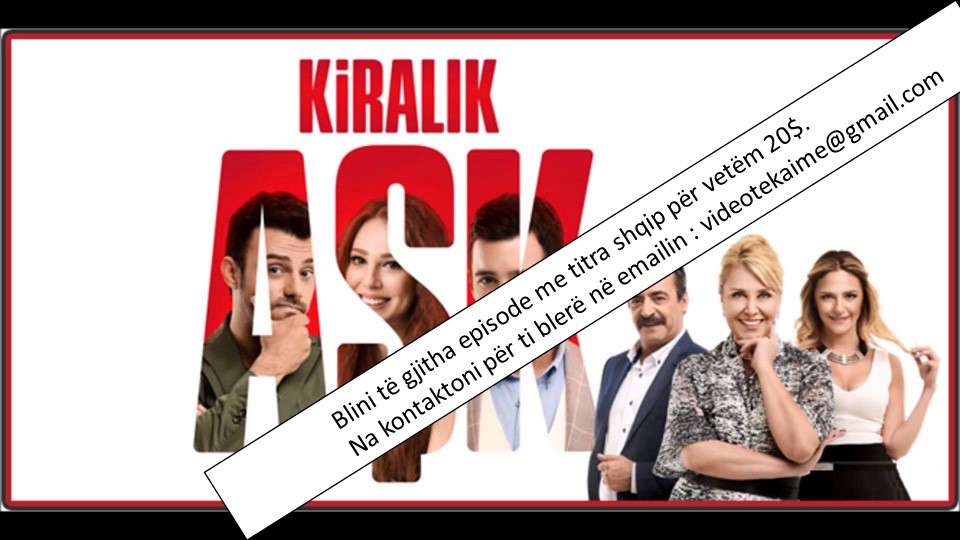 KiRALIK
AŞK
Blini të gjitha episode me titra shqip për vetëm 20$.
Na kontaktoni për ti blerë në emailin : videotekaime@gmail.com